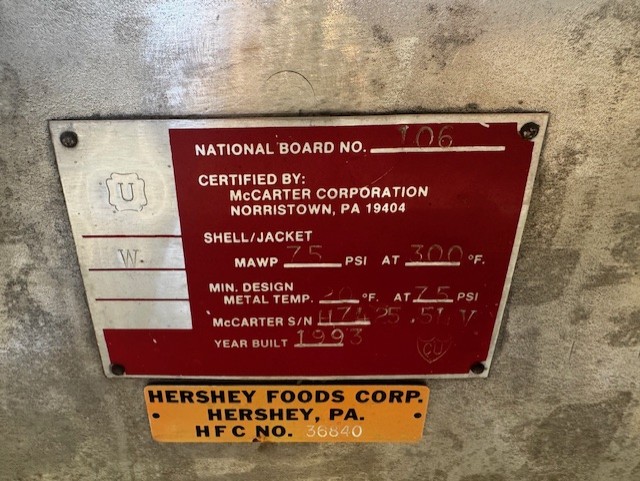 U
W.
NATIONAL BOARD NO. 106
CERTIFIED BY:
McCARTER CORPORATION
NORRISTOWN, PA 19404
SHELL/JACKET
MAWP 75 PSI AT 300 °F.
MIN. DESIGN
METAL TEMP. °F. AT 75 PSI
McCARTER S/N
YEAR BUILT 1993
HERSHEY FOODS CORP.
HERSHEY, PA.
HFC NO. 36840